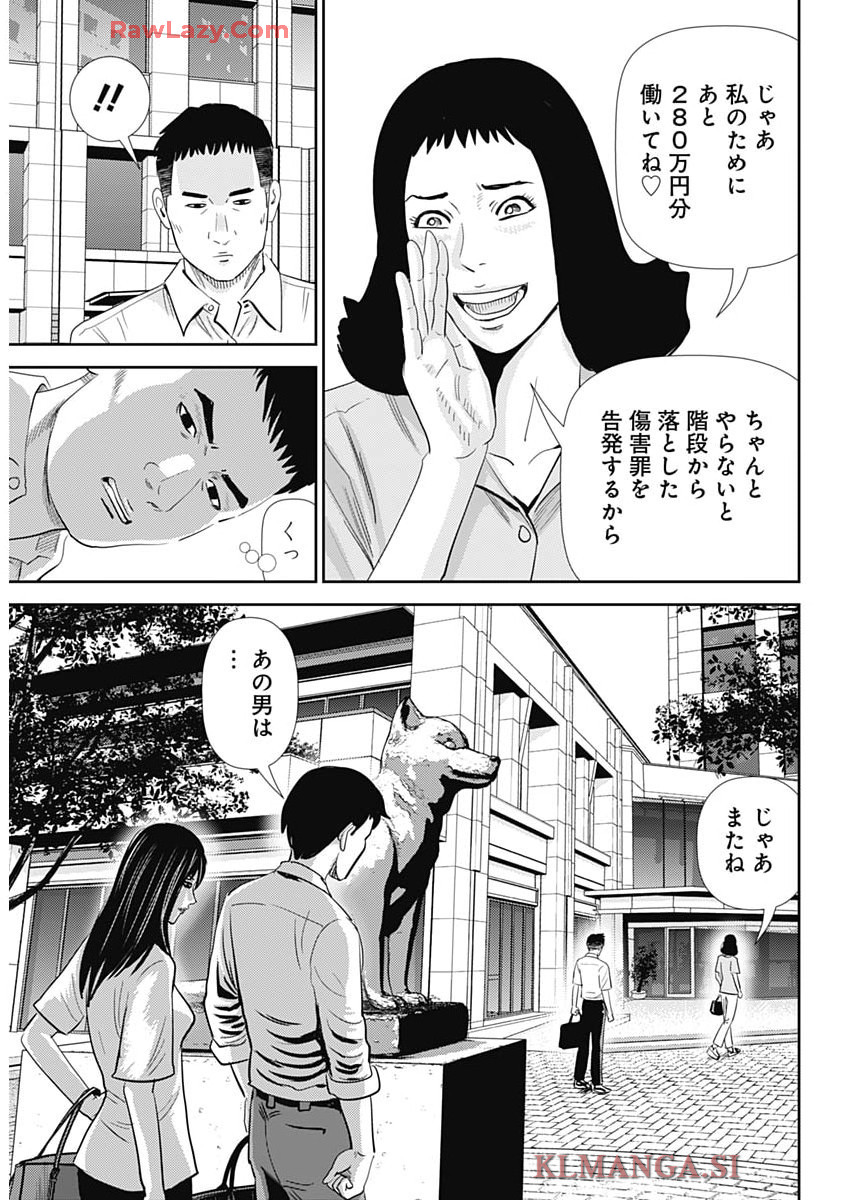 RawLazy.Com
じゃあ
私のために
あと
280万円分
働いてね♡
ちゃんと
やらないと
階段から
落とした
傷害罪を
告発するから
!!
くっ
じゃあ
またね
あの男は
…
KLMANGA.SI